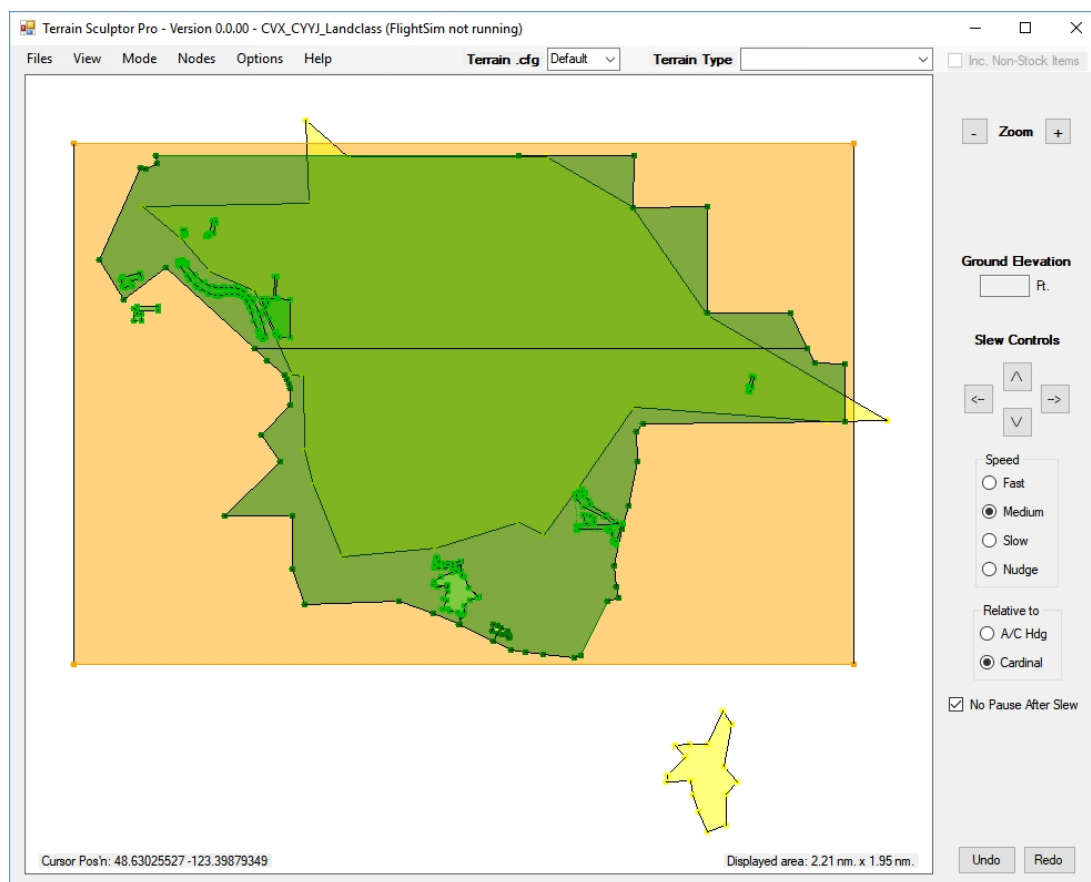 Terrain Sculptor Pro - Version 0.0.00 - CVX_CYYJ_Landclass (FlightSim not running)
Files View Mode Nodes Options Help Terrain .cfg Default Terrain Type Inc. Non-Stock Items
- Zoom +
Ground Elevation
Ft.
Slew Controls
/\
<-- -->
\/
Speed
Fast
Medium
Slow
Nudge
Relative to
A/C Hdg
Cardinal
No Pause After Slew
Cursor Pos'n: 48.63025527 -123.39879349 Displayed area: 2.21 nm. x 1.95 nm.
Undo Redo